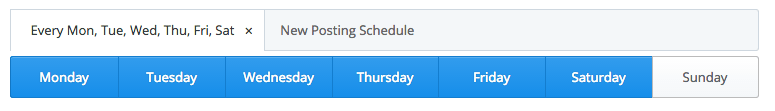 Every Mon, Tue, Wed, Thu, Fri, Sat × New Posting Schedule
Monday Tuesday Wednesday Thursday Friday Saturday Sunday